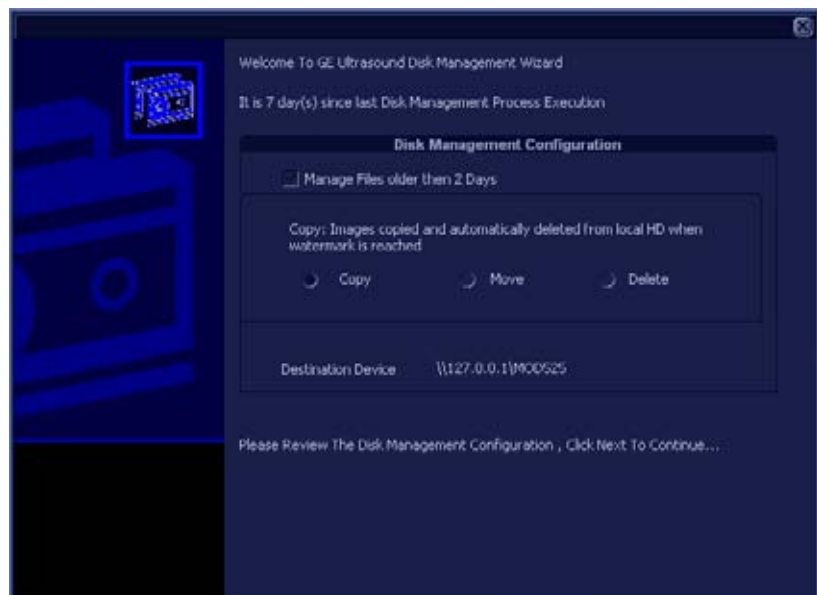 Welcome To GE Ultrasound Disk Management Wizard
It is 7 day(s) since last Disk Management Process Execution
Disk Management Configuration
Manage Files older then 2 Days
Copy: Images copied and automatically deleted from local HD when
watermark is reached
Copy Move Delete
Destination Device \\127.0.0.1\MOD525
Please Review The Disk Management Configuration , Click Next To Continue...